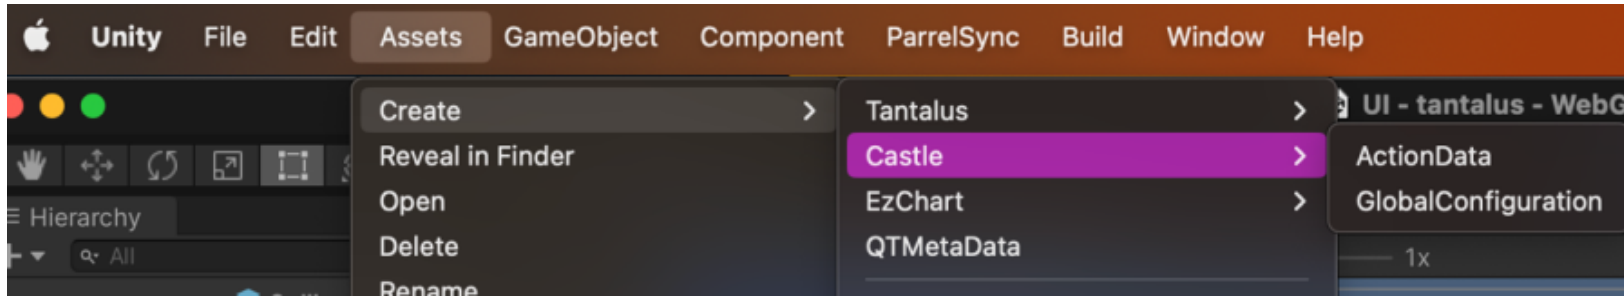 Unity File Edit Assets GameObject Component ParrelSync Build Window Help
Create Tantalus UI - tantalus - WebG
Reveal in Finder Castle ActionData
Open EzChart GlobalConfiguration
Hierarchy
Delete QTMetaData
All 1x
Rename